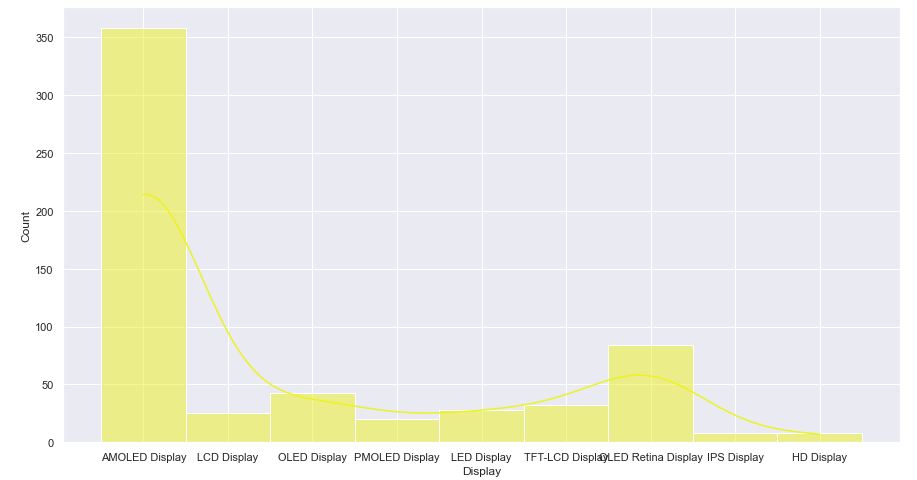 350
300
250
200
150
100
50
0
Count
AMOLED Display LCD Display OLED Display PMOLED Display LED Display TFT-LCD Display OLED Retina Display IPS Display HD Display
Display